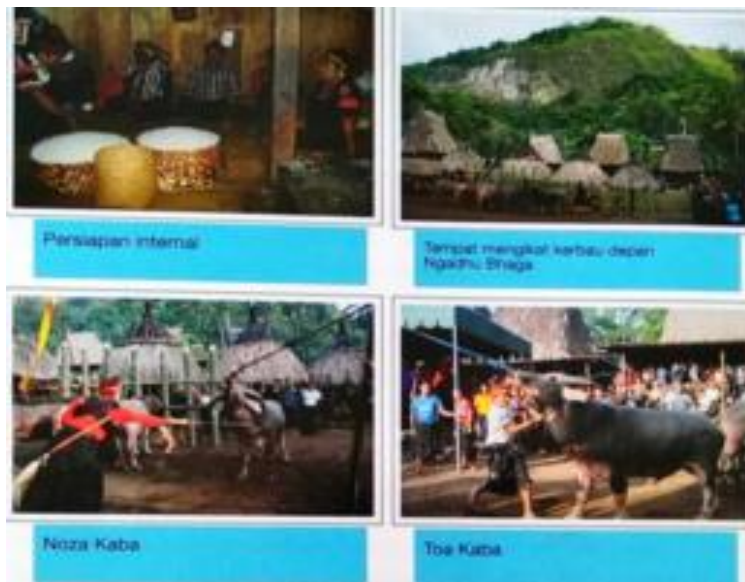 Persiapan internal
Tempat mengikat kerbau depan
Ngadhu Bhaga
Noza Kaba
Toa Kaba